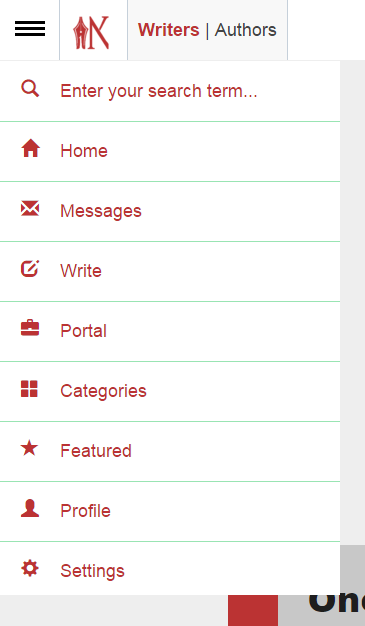 Writers | Authors
Enter your search term...
Home
Messages
Write
Portal
Categories
Featured
Profile
Settings